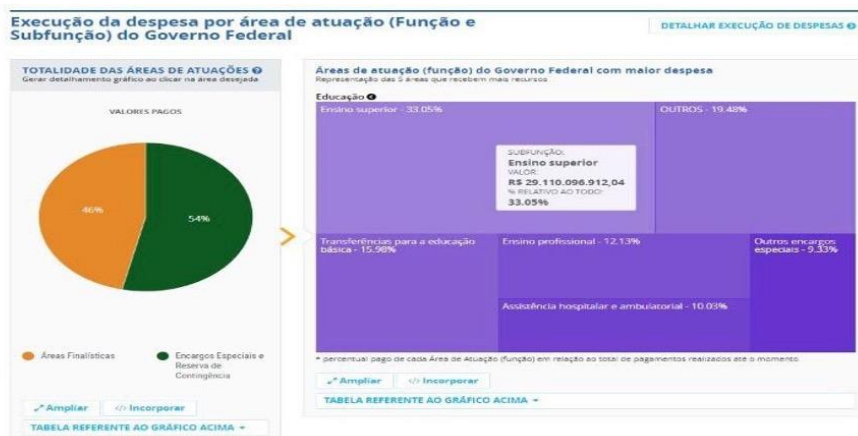 Execução da despesa por área de atuação (Função e
Subfunção) do Governo Federal
DETALHAR EXECUÇÃO DE DESPESAS
TOTALIDADE DAS ÁREAS DE ATUAÇÕES
Gerar detalhamento gráfico ao clicar na área desejada
VALORES PAGOS
46%
54%
Áreas Finalísticas
Encargos Especiais e
Reserva de
Contingência
Ampliar
</> Incorporar
TABELA REFERENTE AO GRÁFICO ACIMA
Áreas de atuação (função) do Governo Federal com maior despesa
Representação das 5 áreas que recebem mais recursos
Educação
Ensino superior - 33.05%
OUTROS - 19.48%
SUBFUNÇÃO:
Ensino superior
VALOR:
R$ 29.110.096.912,04
% RELATIVO AO TODO:
33.05%
Transferências para a educação
básica - 15.98%
Ensino profissional - 12.13%
Outros encargos
especiais - 9.33%
Assistência hospitalar e ambulatorial - 10.03%
* percentual pago de cada Área de Atuação (função) em relação ao total de pagamentos realizados até o momento
Ampliar
</> Incorporar
TABELA REFERENTE AO GRÁFICO ACIMA